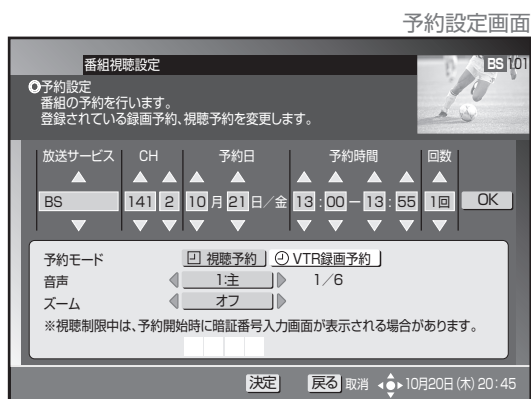 予約設定画面
番組視聴設定
BS 101
予約設定
番組の予約を行います。
登録されている録画予約、視聴予約を変更します。
放送サービス CH 予約日 予約時間 回数
BS 141 2 10月21日/金 13:00-13:55 1回 OK
予約モード 視聴予約 VTR録画予約
音声 1:主 1/6
ズーム オフ
※視聴制限中は、予約開始時に暗証番号入力画面が表示される場合があります。
決定 戻る 取消 10月20日(木)20:45